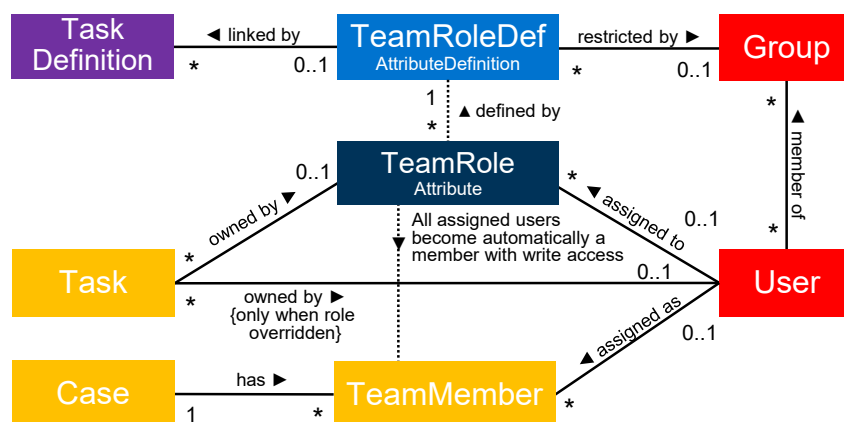 Task
Definition
◄ linked by
*
0..1
TeamRoleDef
AttributeDefinition
restricted by ►
*
0..1
Group
1
*
▲ defined by
*
▲ member of
*
TeamRole
Attribute
0..1
owned by ►
*
*
◄ assigned to
0..1
All assigned users
become automatically a
member with write access
▼
Task
*
owned by ►
{only when role
overridden}
0..1
User
0..1
◄ assigned as
*
Case
has ►
1
*
TeamMember